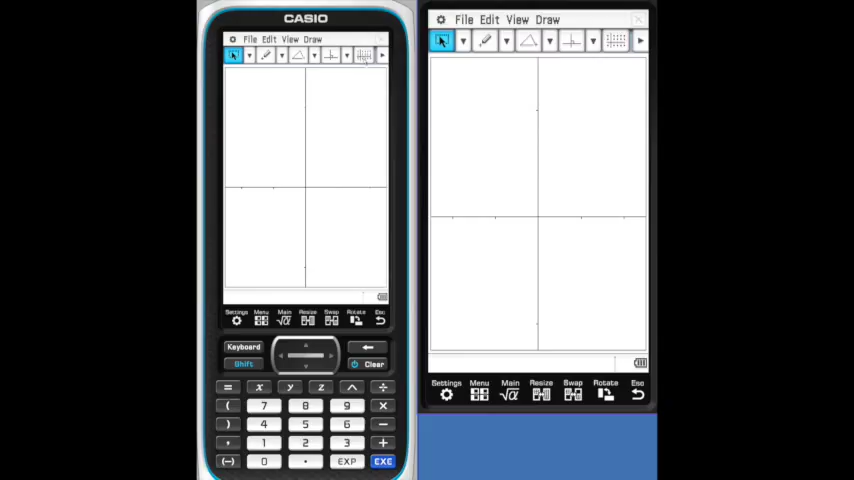 CASIO
File Edit View Draw
Settings Menu Main Resize Swap Rotate Esc
Keyboard
Shift
Clear
= x y z ^ ÷
( 7 8 9 ×
) 4 5 6 −
, 1 2 3 +
(−) 0 . EXP EXE
File Edit View Draw
Settings Menu Main Resize Swap Rotate Esc